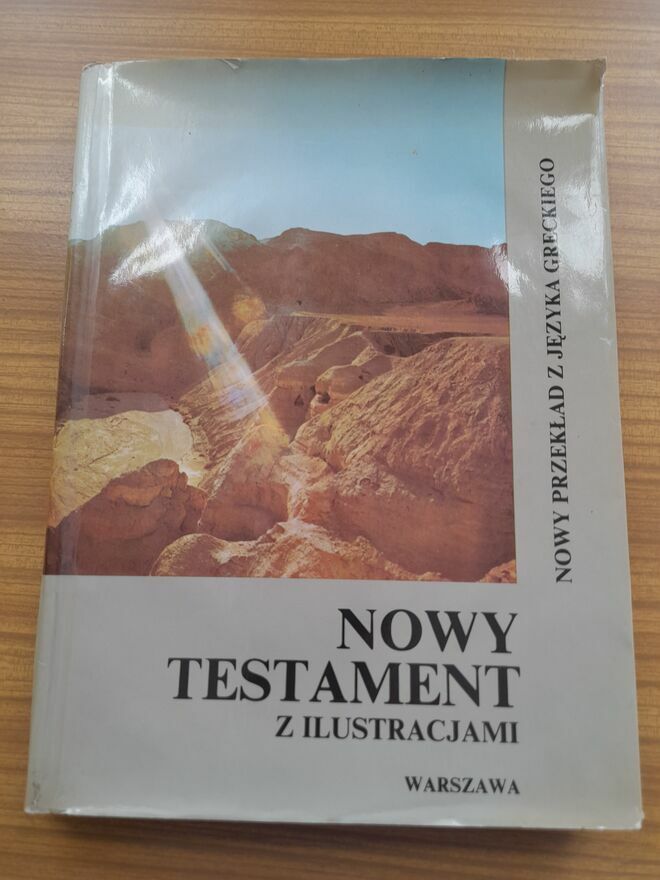 NOWY PRZEKŁAD Z JĘZYKA GRECKIEGO
NOWY
TESTAMENT
Z ILUSTRACJAMI
WARSZAWA